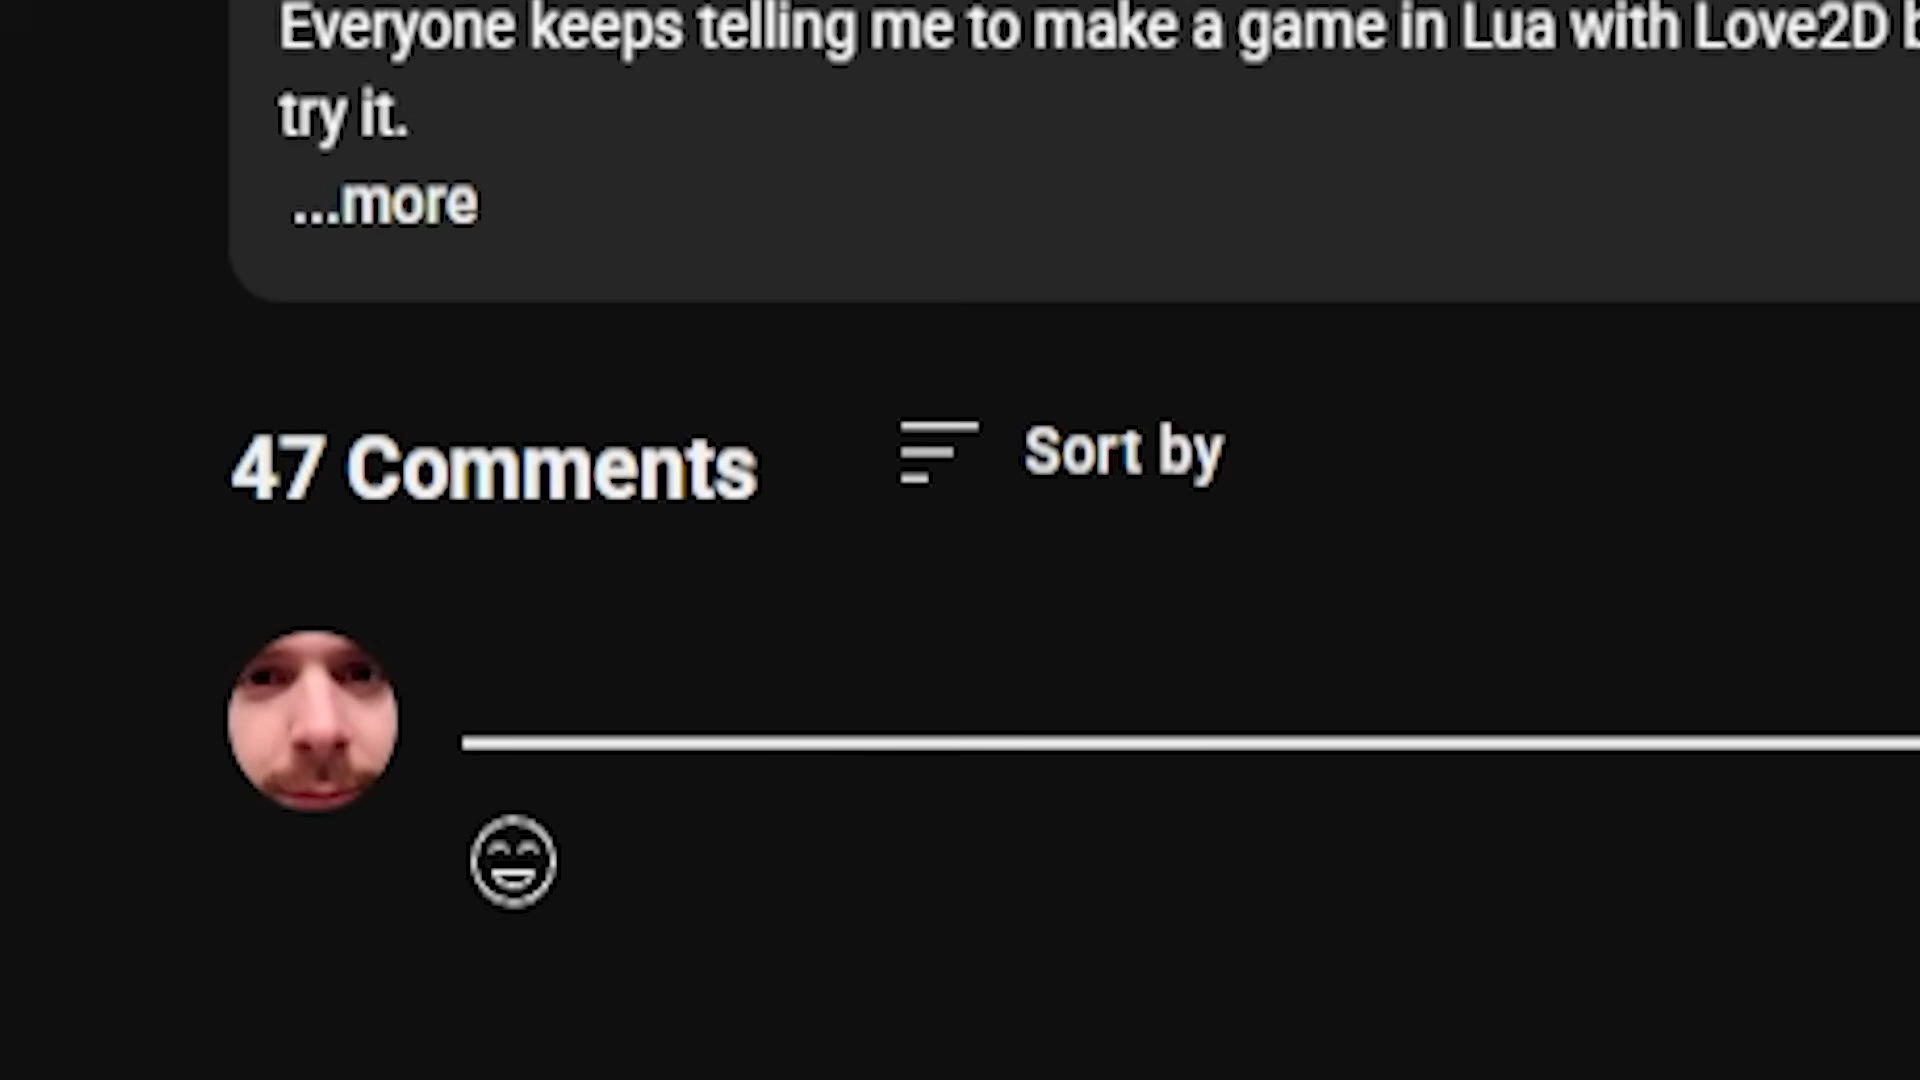 Everyone keeps telling me to make a game in Lua with Love2D
try it.
...more
47 Comments
Sort by